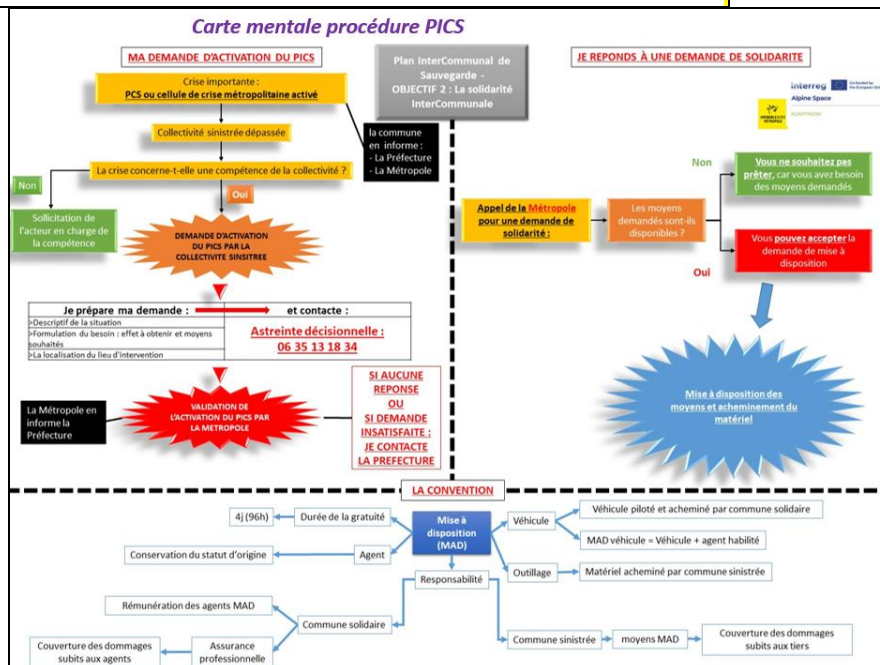 Carte mentale procédure PICS
MA DEMANDE D'ACTIVATION DU PICS
Crise importante :
PCS ou cellule de crise métropolitaine activé
Collectivité sinistrée dépassée
la commune
en informe :
- La Préfecture
- La Métropole
La crise concerne-t-elle une compétence de la collectivité ?
Non
Oui
Sollicitation de
l'acteur en charge de
la compétence
DEMANDE D'ACTIVATION
DU PICS PAR LA
COLLECTIVITE SINSITREE
Je prépare ma demande :
et contacte :
>Descriptif de la situation
>Formulation du besoin : effet à obtenir et moyens
souhaités
>La localisation du lieu d'intervention
Astreinte décisionnelle :
06 35 13 18 34
La Métropole en
informe la
Préfecture
VALIDATION DE
L'ACTIVATION DU PICS PAR
LA METROPOLE
SI AUCUNE
REPONSE
OU
SI DEMANDE
INSATISFAITE :
JE CONTACTE
LA PREFECTURE
Plan InterCommunal de
Sauvegarde -
OBJECTIF 2 : La solidarité
InterCommunale
JE REPONDS À UNE DEMANDE DE SOLIDARITE
Interreg
Co-funded by
the European Union
Alpine Space
ADAPTNOW
Appel de la Métropole
pour une demande de
solidarité :
Les moyens
demandés sont-ils
disponibles ?
Non
Vous ne souhaitez pas
prêter, car vous avez besoin
des moyens demandés
Oui
Vous pouvez accepter la
demande de mise à
disposition
Mise à disposition des
moyens et acheminement du
matériel
LA CONVENTION
Mise à
disposition
(MAD)
Durée de la gratuité
4j (96h)
Agent
Conservation du statut d'origine
Véhicule
Véhicule piloté et acheminé par commune solidaire
MAD véhicule = Véhicule + agent habilité
Outillage
Matériel acheminé par commune sinistrée
Responsabilité
Commune solidaire
Rémunération des agents MAD
Assurance
professionnelle
Couverture des dommages
subits aux agents
Commune sinistrée
moyens MAD
Couverture des dommages
subits aux tiers